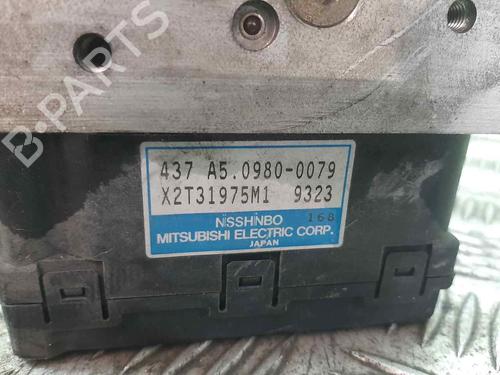 B-PARTS
437 A5.0980-0079
X2T31975M1 9323
168
NISSHINBO
MITSUBISHI ELECTRIC CORP.
JAPAN